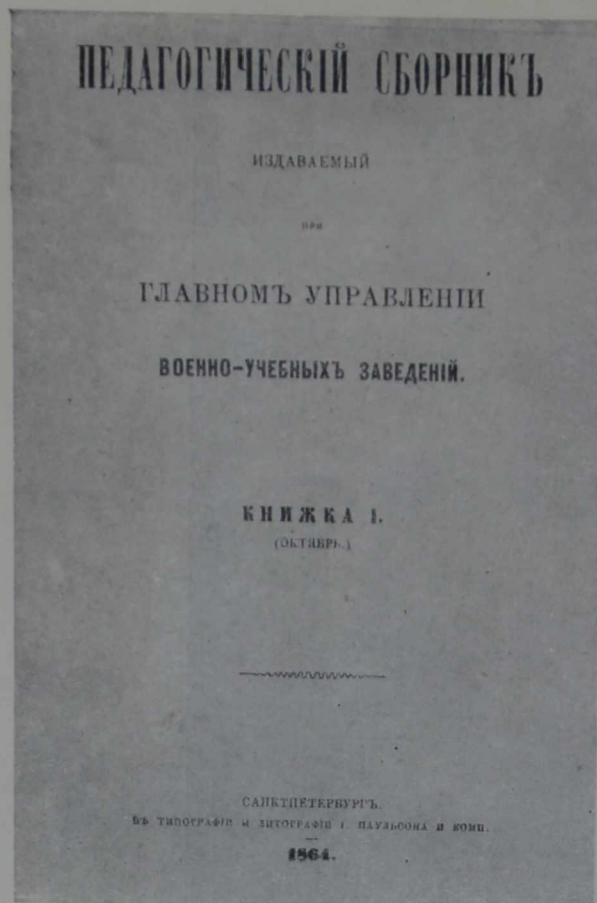 ПЕДАГОГИЧЕСКІЙ СБОРНИКЪ
ИЗДАВАЕМЫЙ
ПРИ
ГЛАВНОМЪ УПРАВЛЕНІИ
ВОЕННО-УЧЕБНЫХЪ ЗАВЕДЕНІЙ.
КНИЖКА I.
(ОКТЯБРЬ.)
САНКТПЕТЕРБУРГЪ.
ВЪ ТИПОГРАФІИ И ЛИТОГРАФІИ І. ПАУЛЬСОНА И КОМП.
1864.